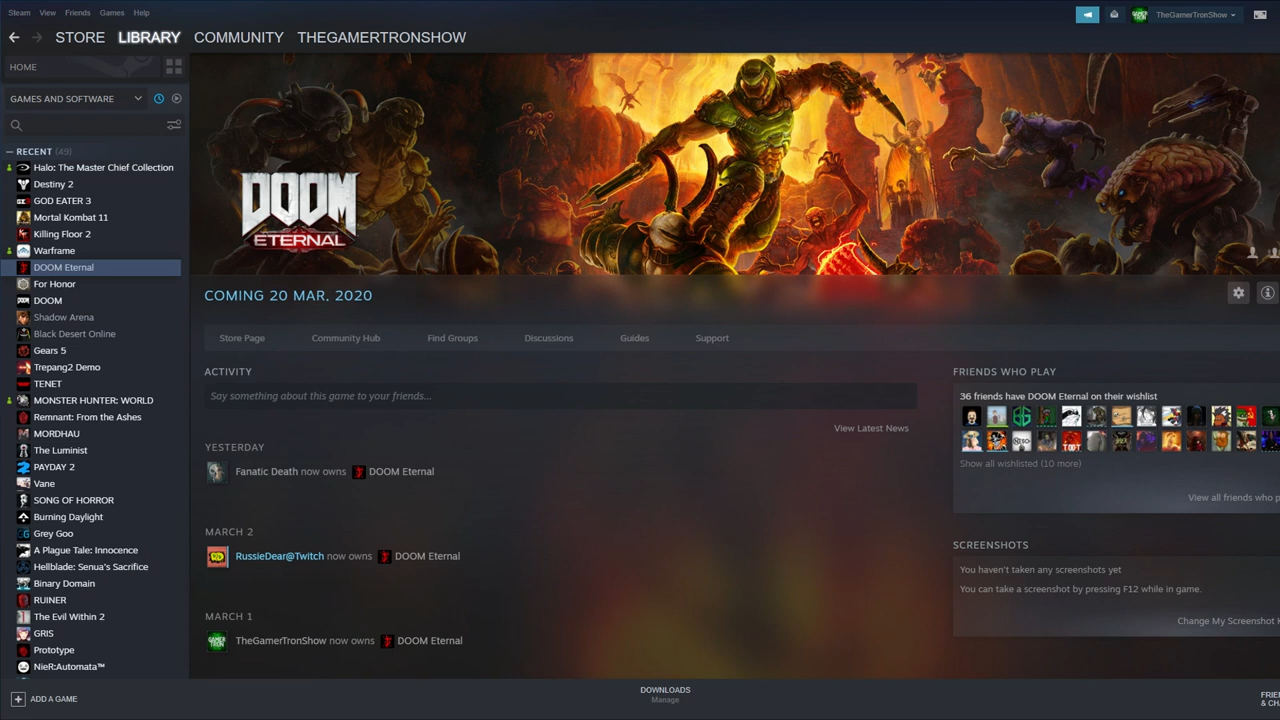 Steam View Friends Games Help
TheGamerTronShow
STORE LIBRARY COMMUNITY THEGAMERTRONSHOW
HOME
GAMES AND SOFTWARE
RECENT (49)
Halo: The Master Chief Collection
Destiny 2
GOD EATER 3
Mortal Kombat 11
Killing Floor 2
Warframe
DOOM Eternal
For Honor
DOOM
Shadow Arena
Black Desert Online
Gears 5
Trepang2 Demo
TENET
MONSTER HUNTER: WORLD
Remnant: From the Ashes
MORDHAU
The Luminist
PAYDAY 2
Vane
SONG OF HORROR
Burning Daylight
Grey Goo
A Plague Tale: Innocence
Hellblade: Senua's Sacrifice
Binary Domain
RUINER
The Evil Within 2
GRIS
Prototype
NieR:Automata™
ADD A GAME
DOOM
ETERNAL
COMING 20 MAR, 2020
Store Page Community Hub Find Groups Discussions Guides Support
ACTIVITY
Say something about this game to your friends...
View Latest News
YESTERDAY
Fanatic Death now owns DOOM Eternal
MARCH 2
RussieDear@Twitch now owns DOOM Eternal
MARCH 1
TheGamerTronShow now owns DOOM Eternal
FRIENDS WHO PLAY
36 friends have DOOM Eternal on their wishlist
Show all wishlisted (10 more)
View all friends who p
SCREENSHOTS
You haven't taken any screenshots yet
You can take a screenshot by pressing F12 while in game.
Change My Screenshot
DOWNLOADS
Manage
FRIE
& CH